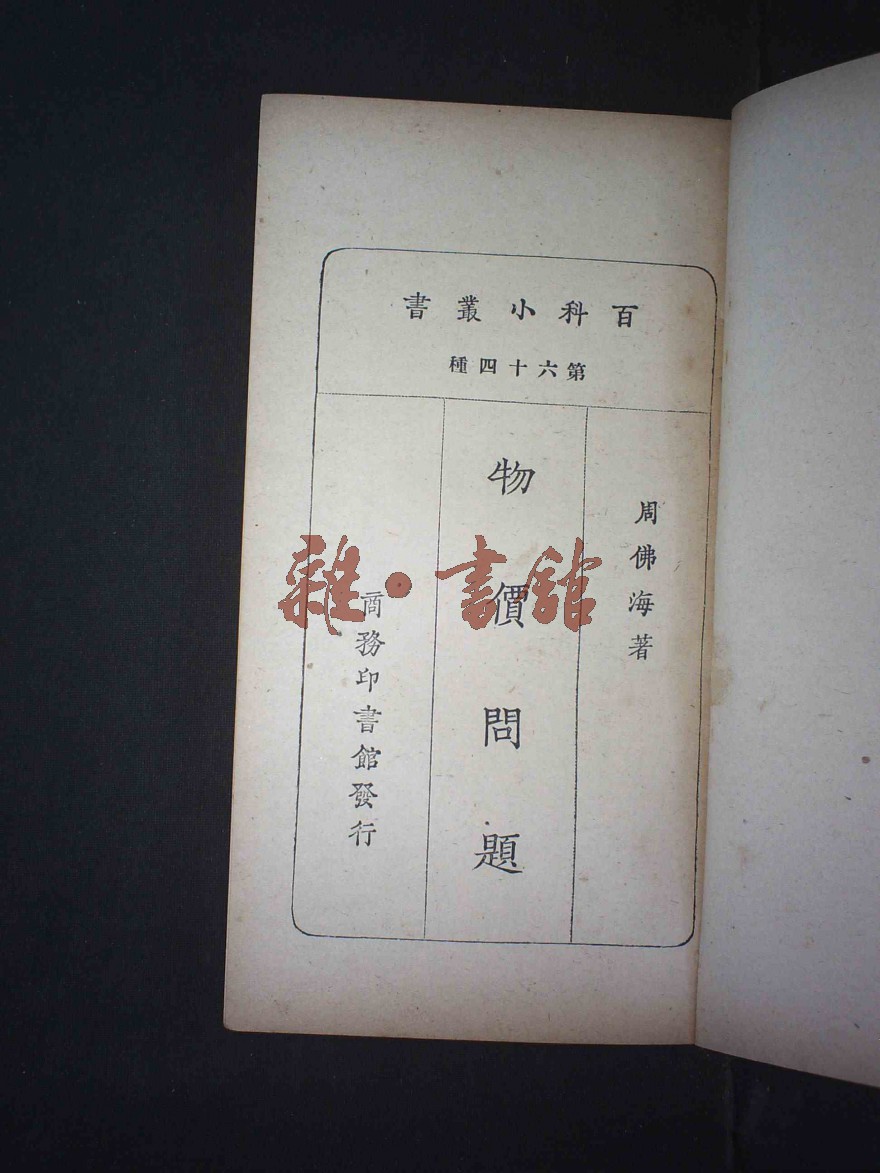 百科小叢書
第六十四種
周佛海著
物價問題
商務印書館發行
雜·書館